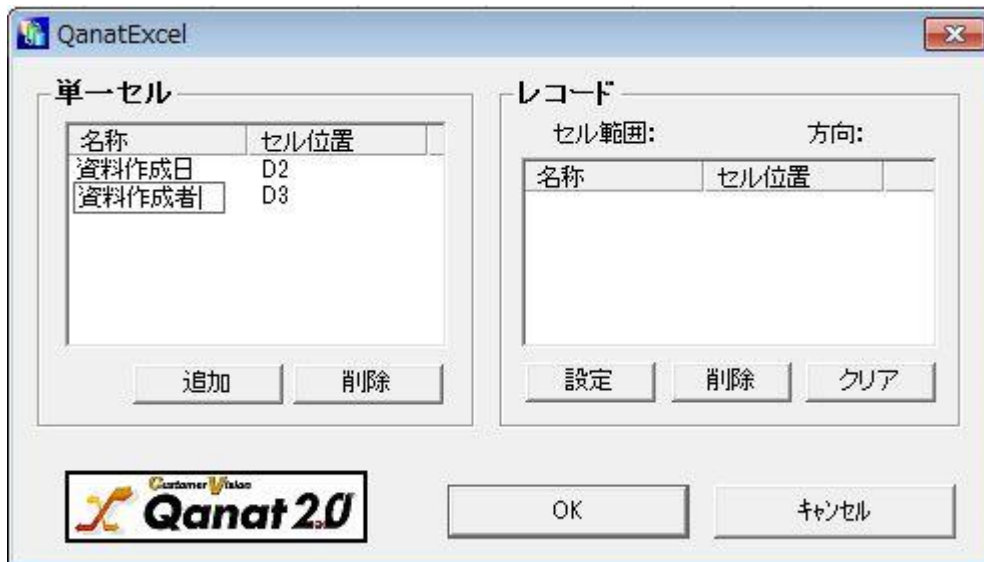 QanatExcel
単一セル
名称 セル位置
資料作成日 D2
資料作成者 D3
追加 削除
レコード
セル範囲: 方向:
名称 セル位置
設定 削除 クリア
Customer Vision
Qanat 2.0
OK キャンセル